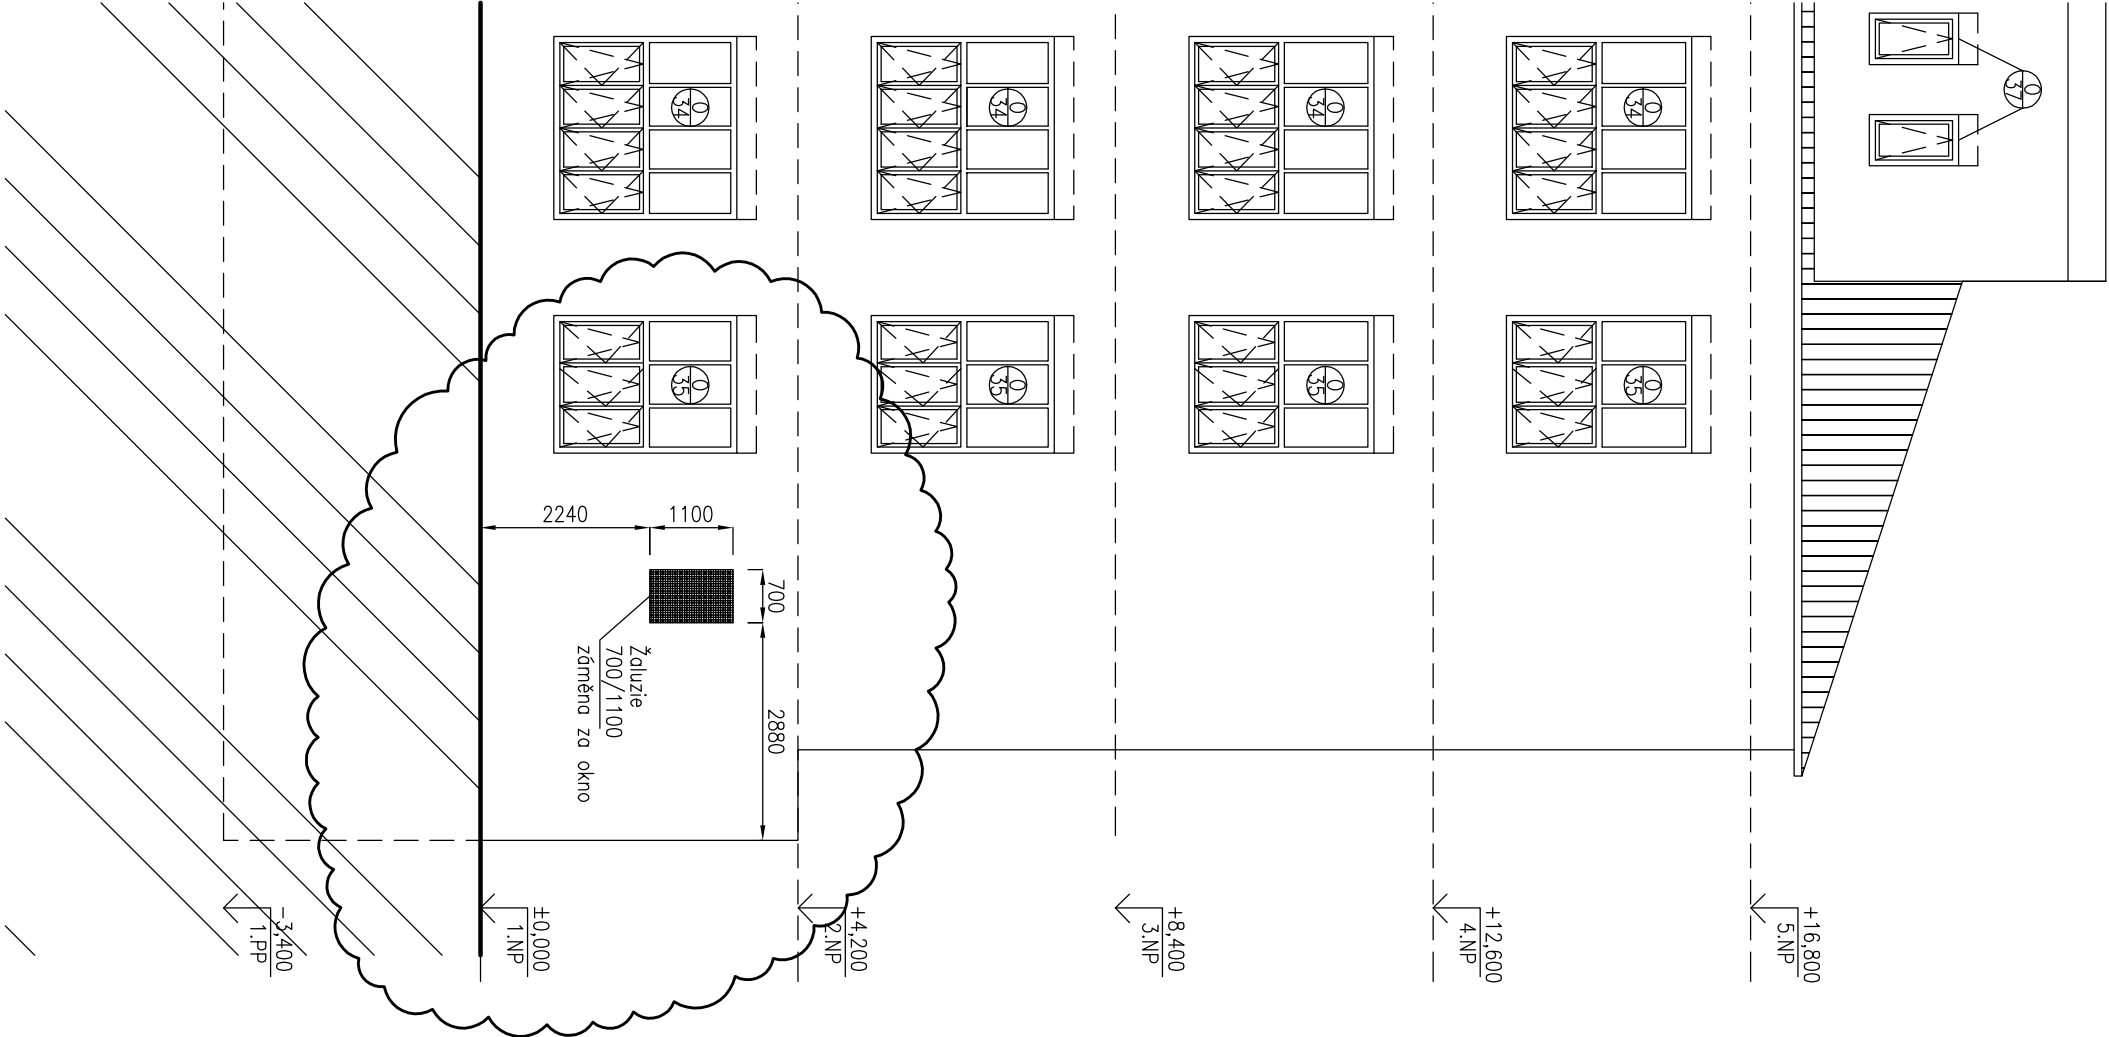 O
37
+16,800
5.NP
O
34
O
35
+12,600
4.NP
O
34
O
35
+8,400
3.NP
O
34
O
35
+4,200
2.NP
O
34
O
35
2240
1100
700
2880
Žaluzie
700/1100
záměna za okno
±0,000
1.NP
-3,400
1.PP